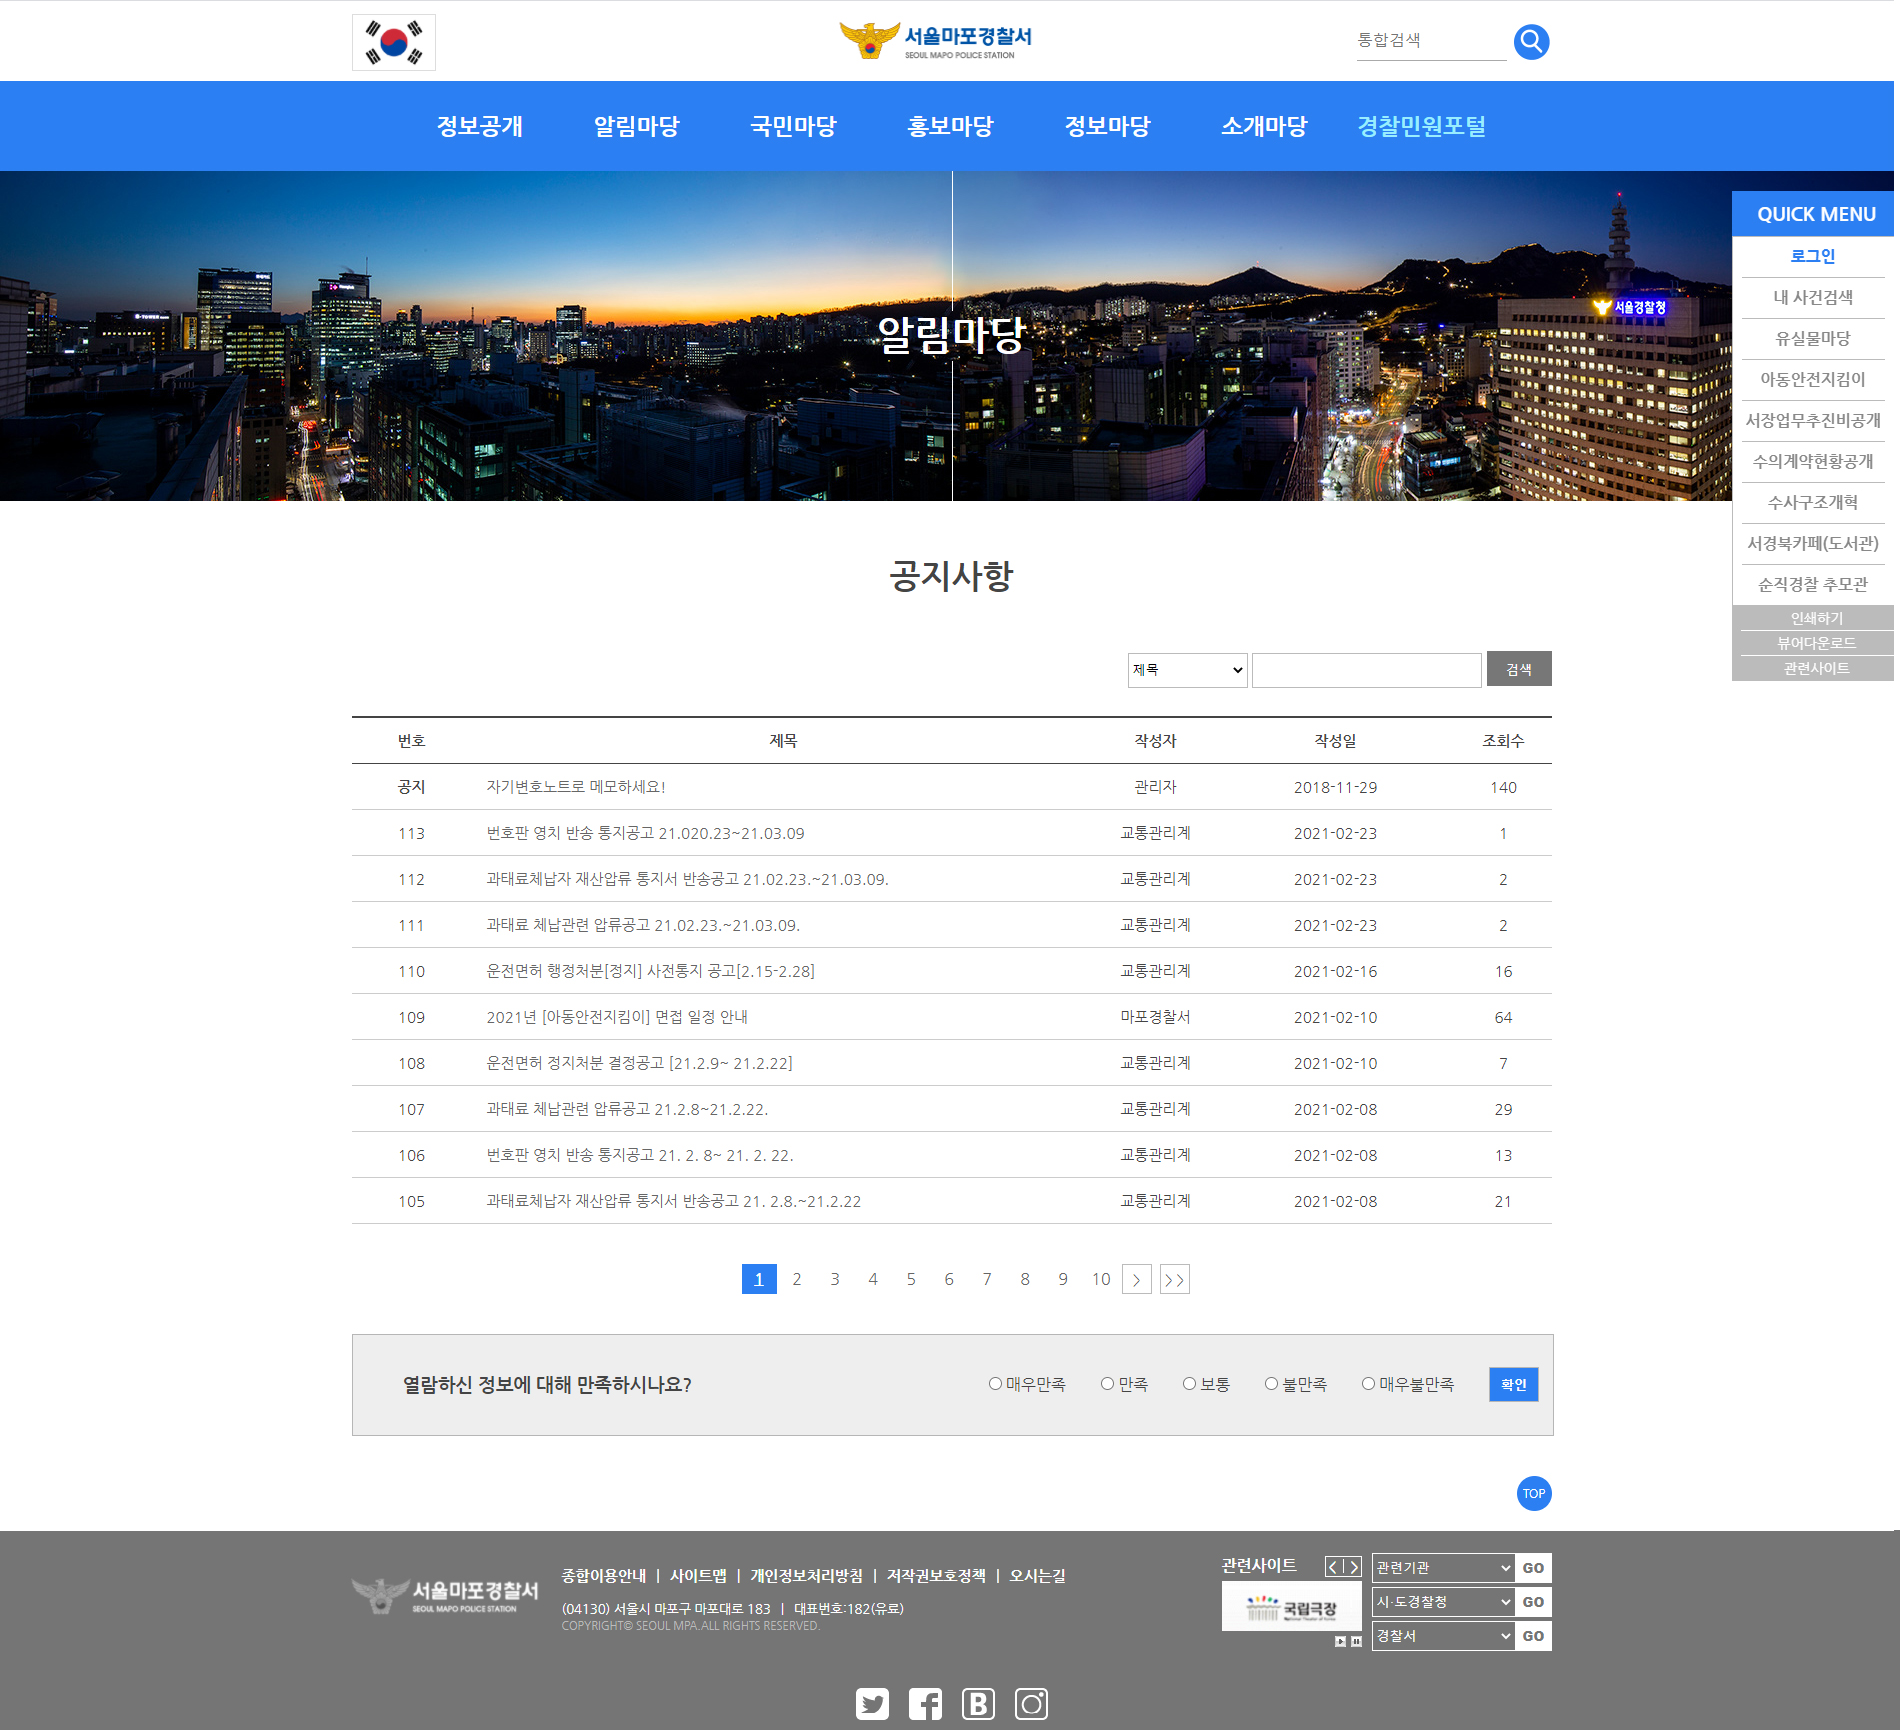 서울마포경찰서
SEOUL MAPO POLICE STATION
통합검색
정보공개 알림마당 국민마당 홍보마당 정보마당 소개마당 경찰민원포털
서울경찰청
알림마당
QUICK MENU
로그인
내 사건검색
유실물마당
아동안전지킴이
서장업무추진비공개
수의계약현황공개
수사구조개혁
서경북카페(도서관)
순직경찰 추모관
인쇄하기
뷰어다운로드
관련사이트
공지사항
제목 검색
번호 제목 작성자 작성일 조회수
공지 자기변호노트로 메모하세요! 관리자 2018-11-29 140
113 번호판 영치 반송 통지공고 21.020.23~21.03.09 교통관리계 2021-02-23 1
112 과태료체납자 재산압류 통지서 반송공고 21.02.23.~21.03.09. 교통관리계 2021-02-23 2
111 과태료 체납관련 압류공고 21.02.23.~21.03.09. 교통관리계 2021-02-23 2
110 운전면허 행정처분[정지] 사전통지 공고[2.15-2.28] 교통관리계 2021-02-16 16
109 2021년 [아동안전지킴이] 면접 일정 안내 마포경찰서 2021-02-10 64
108 운전면허 정지처분 결정공고 [21.2.9~ 21.2.22] 교통관리계 2021-02-10 7
107 과태료 체납관련 압류공고 21.2.8~21.2.22. 교통관리계 2021-02-08 29
106 번호판 영치 반송 통지공고 21. 2. 8~ 21. 2. 22. 교통관리계 2021-02-08 13
105 과태료체납자 재산압류 통지서 반송공고 21. 2.8.~21.2.22 교통관리계 2021-02-08 21
1 2 3 4 5 6 7 8 9 10 > >>
열람하신 정보에 대해 만족하시나요? 매우만족 만족 보통 불만족 매우불만족 확인
TOP
서울마포경찰서
SEOUL MAPO POLICE STATION
종합이용안내 | 사이트맵 | 개인정보처리방침 | 저작권보호정책 | 오시는길
(04130) 서울시 마포구 마포대로 183 | 대표번호:182(유료)
COPYRIGHT© SEOUL MPA.ALL RIGHTS RESERVED.
관련사이트
국립극장
관련기관 GO
시·도경찰청 GO
경찰서 GO